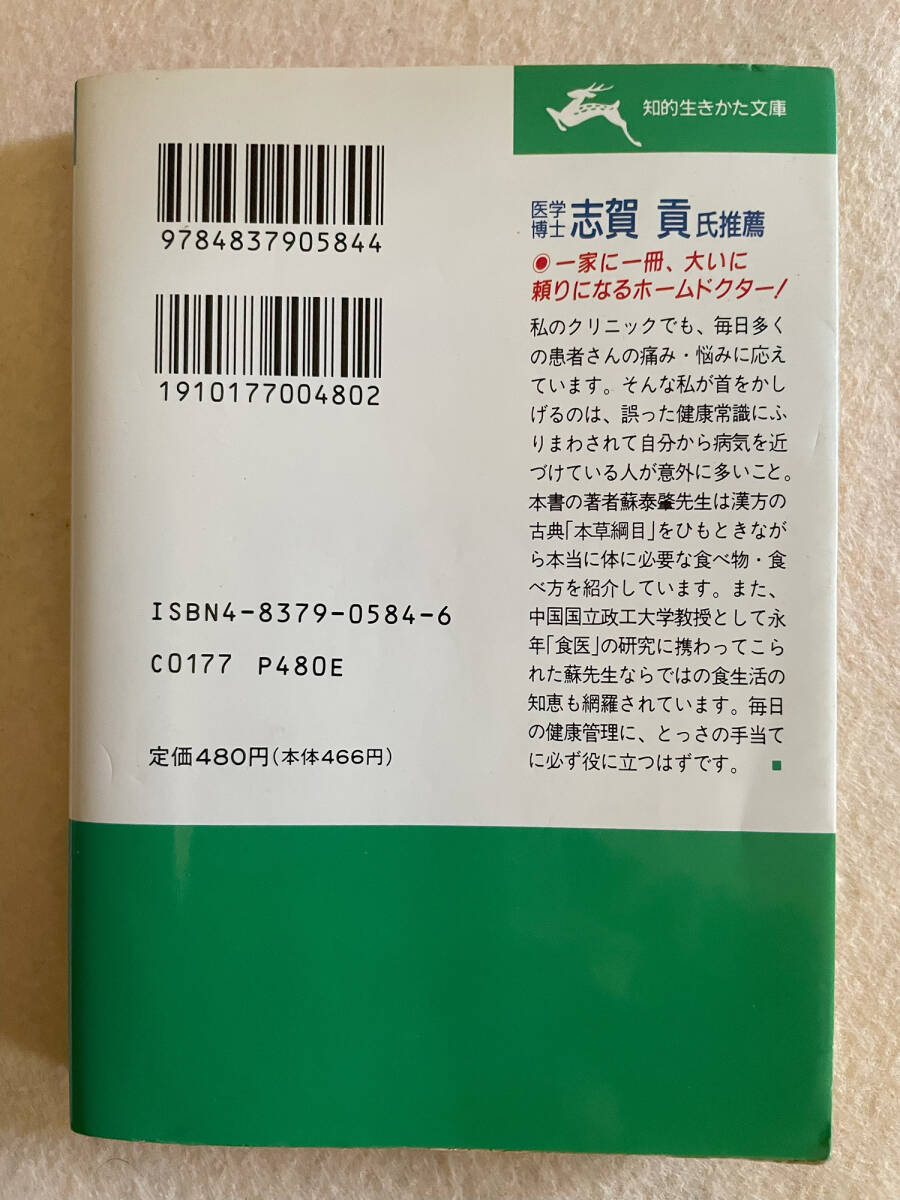 知的生きかた文庫
9784837905844
1910177004802
ISBN4-8379-0584-6
C0177 P480E
定価480円(本体466円)
医学博士 志賀 貢氏推薦
◉一家に一冊、大いに
頼りになるホームドクター!
私のクリニックでも、毎日多く
の患者さんの痛み・悩みに応え
ています。そんな私が首をかし
げるのは、誤った健康常識にふ
りまわされて自分から病気を近
づけている人が意外に多いこと。
本書の著者蘇泰肇先生は漢方の
古典「本草綱目」をひもときなが
ら本当に体に必要な食べ物・食
べ方を紹介しています。また、
中国国立政工大学教授として永
年「食医」の研究に携わってこら
れた蘇先生ならではの食生活の
知恵も網羅されています。毎日
の健康管理に、とっさの手当て
に必ず役に立つはずです。